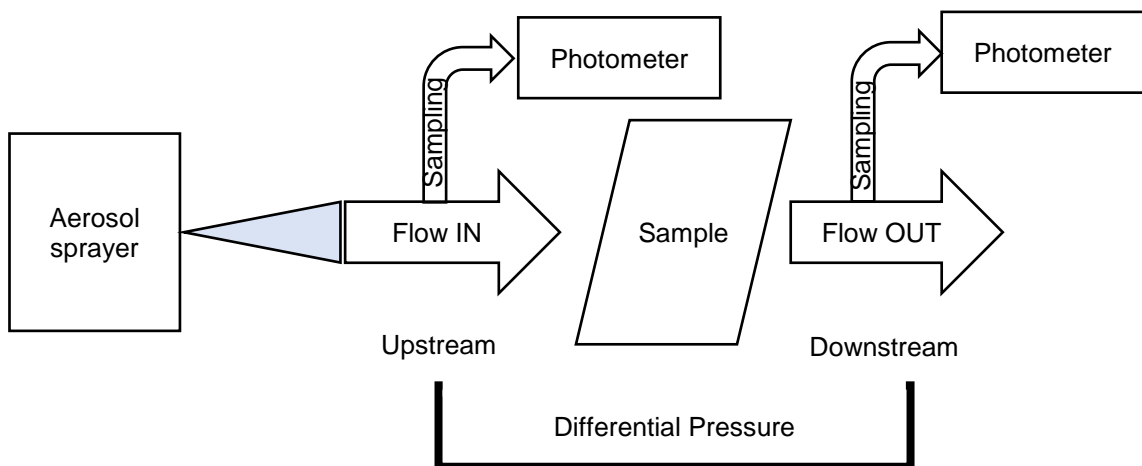 Photometer
Photometer
Sampling
Sampling
Aerosol
sprayer
Flow IN
Sample
Flow OUT
Upstream
Downstream
Differential Pressure